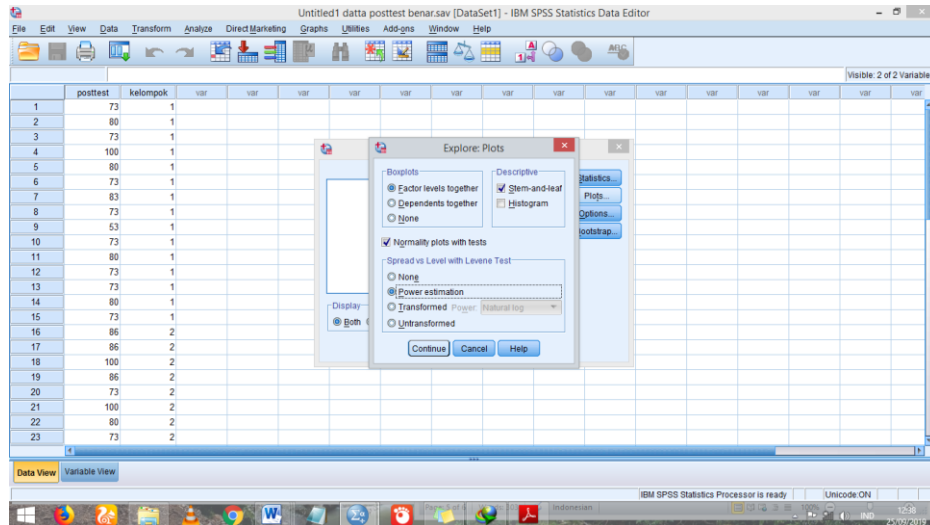 Untitled1 datta posttest benar.sav [DataSet1] - IBM SPSS Statistics Data Editor
File Edit View Data Transform Analyze Direct Marketing Graphs Utilities Add-ons Window Help
Visible: 2 of 2 Variable
posttest kelompok var var var var var var var var var var var var var var
1 73 1
2 80 1
3 73 1
4 100 1
5 80 1
6 73 1
7 83 1
8 73 1
9 53 1
10 73 1
11 80 1
12 73 1
13 73 1
14 80 1
15 73 1
16 86 2
17 86 2
18 100 2
19 86 2
20 73 2
21 100 2
22 80 2
23 73 2
Statistics...
Plots...
Options...
Bootstrap...
Display
Both
Explore: Plots
Boxplots
Factor levels together
Dependents together
None
Descriptive
Stem-and-leaf
Histogram
Normality plots with tests
Spread vs Level with Levene Test
None
Power estimation
Transformed Power: Natural log
Untransformed
Continue Cancel Help
Data View Variable View
IBM SPSS Statistics Processor is ready Unicode:ON
Indonesian
IND
12:38
25/09/2019